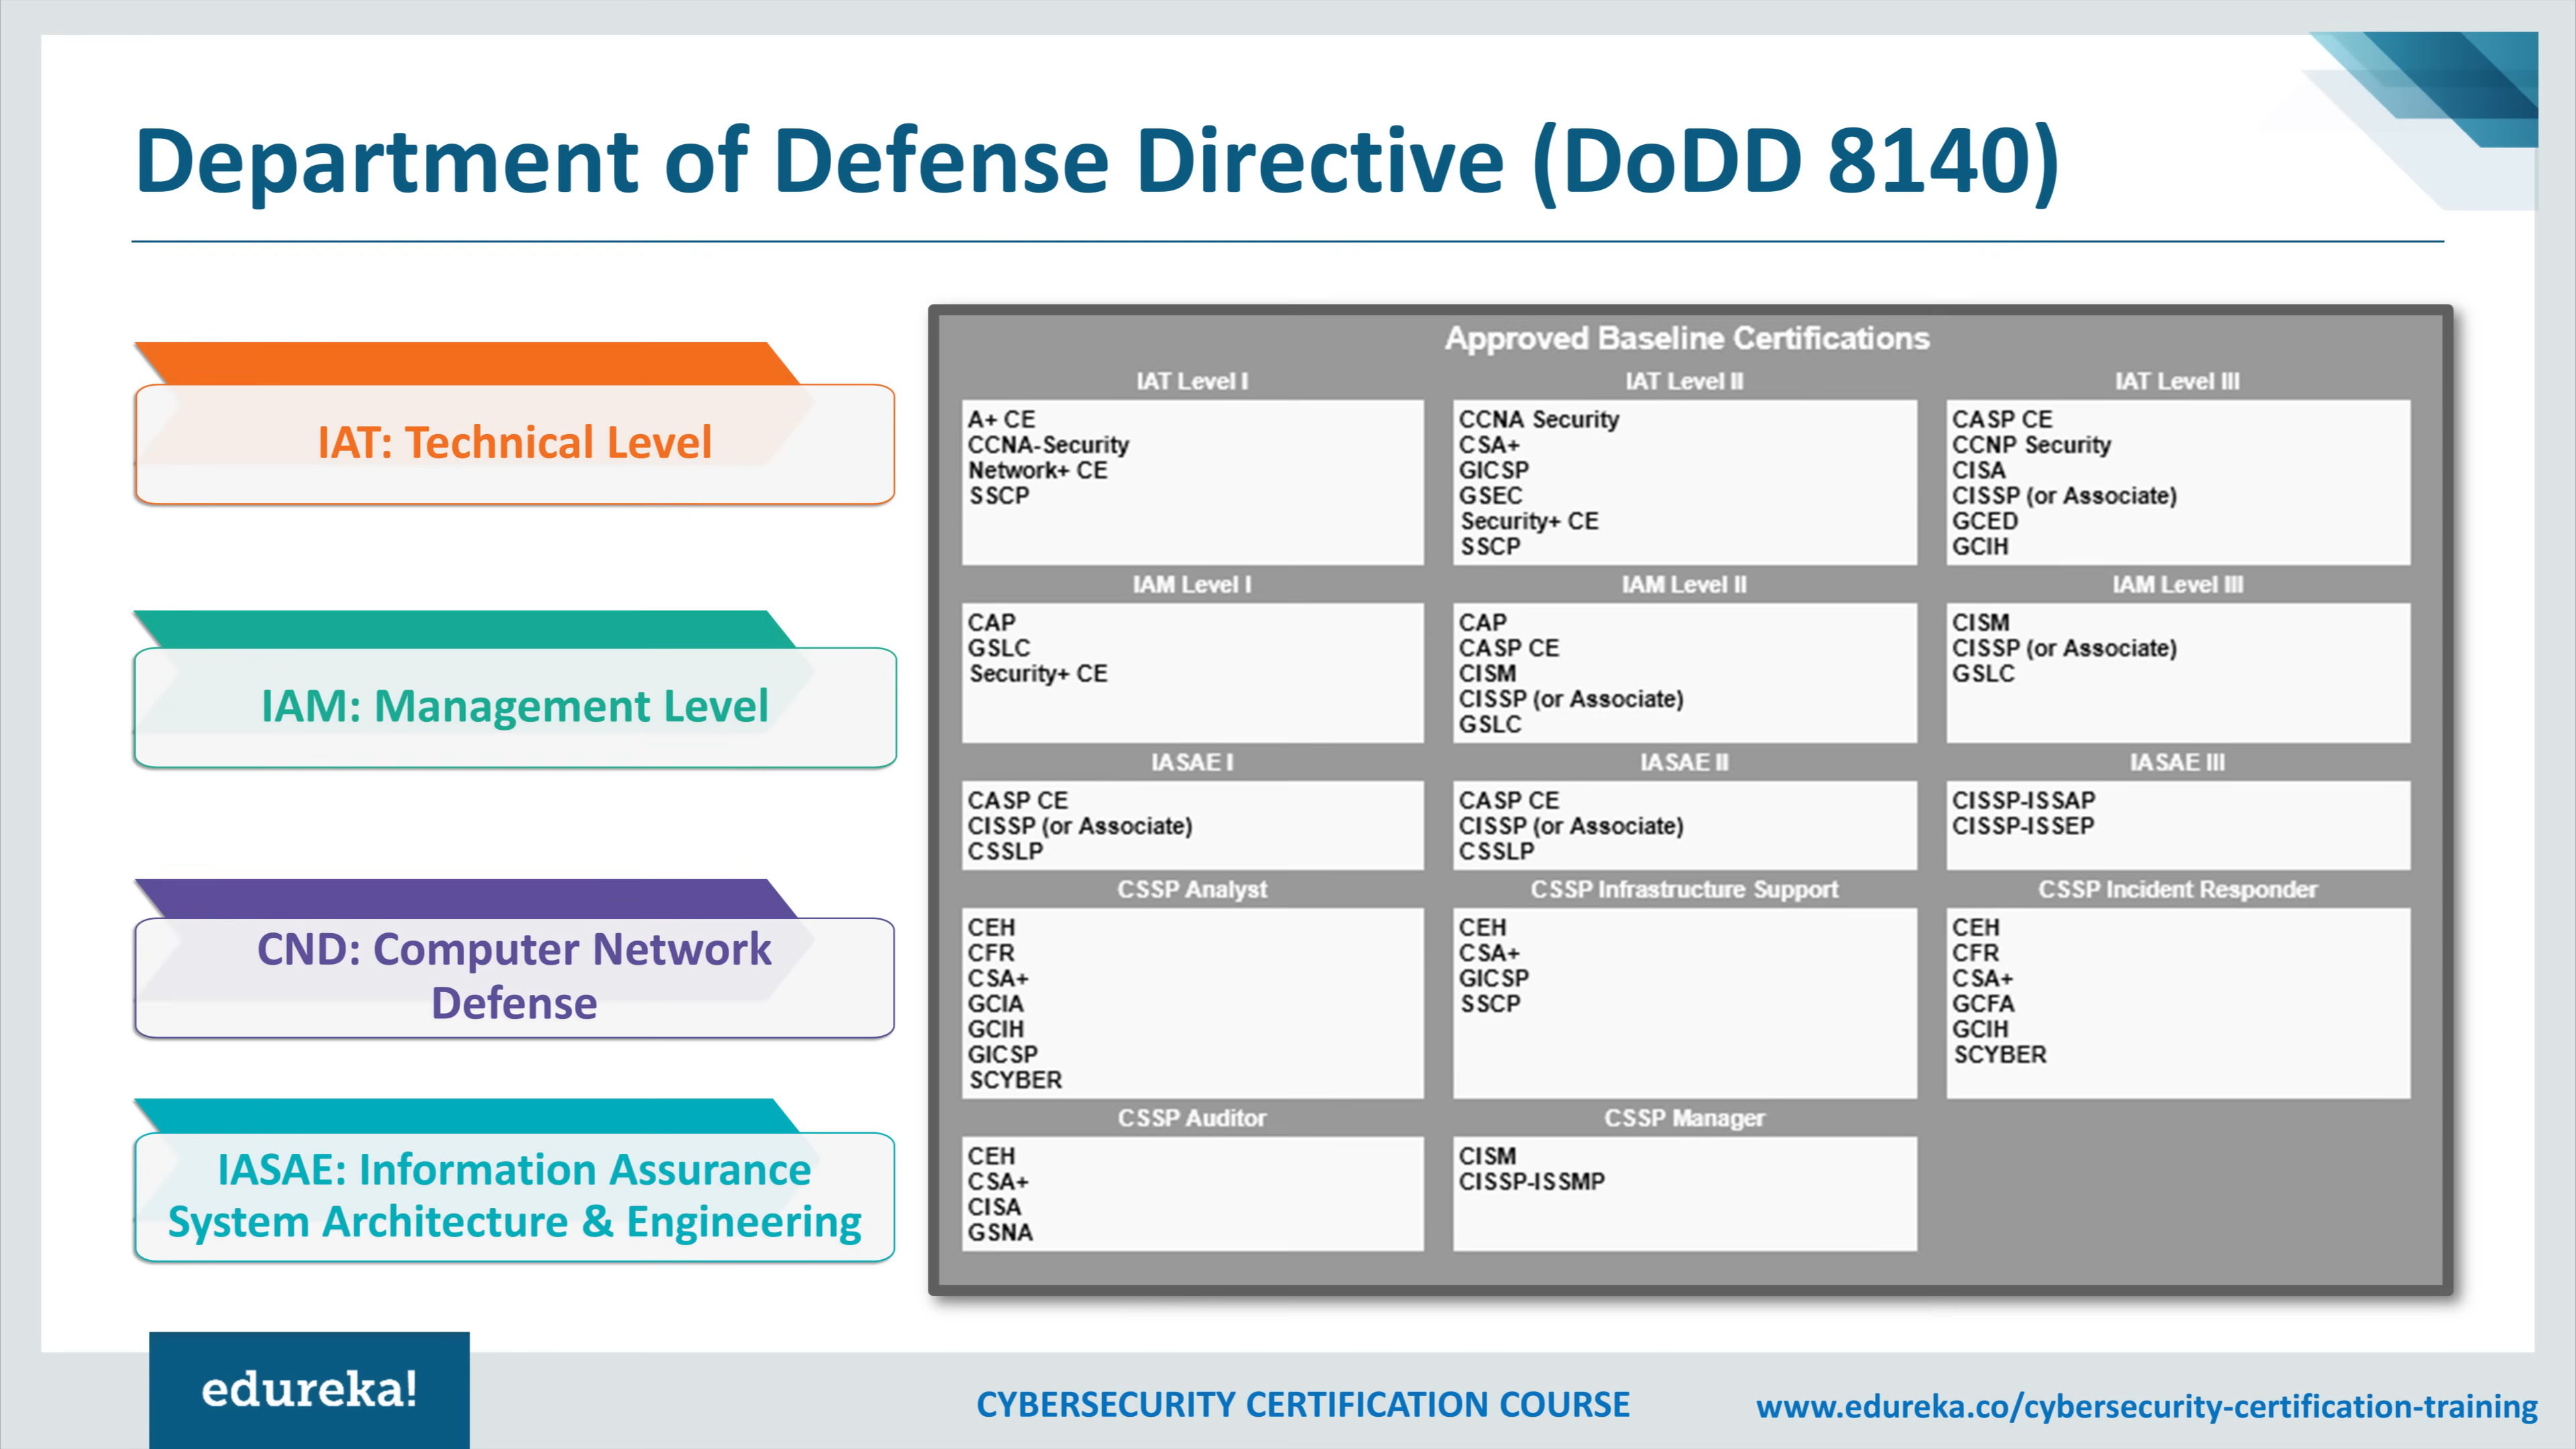 Department of Defense Directive (DoDD 8140)
IAT: Technical Level
IAM: Management Level
CND: Computer Network
Defense
IASAE: Information Assurance
System Architecture & Engineering
Approved Baseline Certifications
IAT Level I
A+ CE
CCNA-Security
Network+ CE
SSCP
IAT Level II
CCNA Security
CSA+
GICSP
GSEC
Security+ CE
SSCP
IAT Level III
CASP CE
CCNP Security
CISA
CISSP (or Associate)
GCED
GCIH
IAM Level I
CAP
GSLC
Security+ CE
IAM Level II
CAP
CASP CE
CISM
CISSP (or Associate)
GSLC
IAM Level III
CISM
CISSP (or Associate)
GSLC
IASAE I
CASP CE
CISSP (or Associate)
CSSLP
IASAE II
CASP CE
CISSP (or Associate)
CSSLP
IASAE III
CISSP-ISSAP
CISSP-ISSEP
CSSP Analyst
CEH
CFR
CSA+
GCIA
GCIH
GICSP
SCYBER
CSSP Infrastructure Support
CEH
CSA+
GICSP
SSCP
CSSP Incident Responder
CEH
CFR
CSA+
GCFA
GCIH
SCYBER
CSSP Auditor
CEH
CSA+
CISA
GSNA
CSSP Manager
CISM
CISSP-ISSMP
edureka!
CYBERSECURITY CERTIFICATION COURSE
www.edureka.co/cybersecurity-certification-training